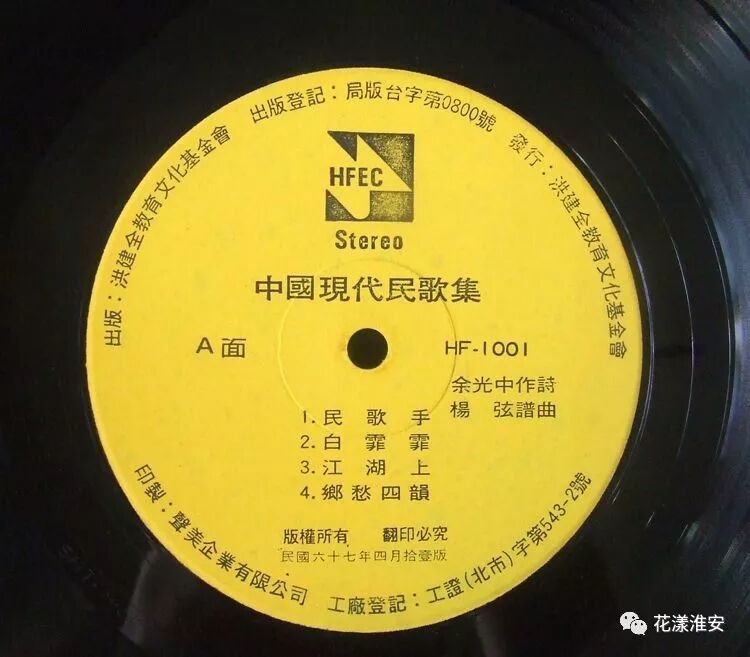 出版登記：局版台字第0800號
出版：洪建全教育文化基金會
發行：洪建全教育文化基金會
HFEC
Stereo
中國現代民歌集
A面
HF-1001
余光中作詩
楊弦譜曲
1.民歌手
2.白霏霏
3.江湖上
4.鄉愁四韻
版權所有 翻印必究
民國六十七年四月拾壹版
印製：聲美企業有限公司
工廠登記：工證(北市)字第543-2號
花漾淮安